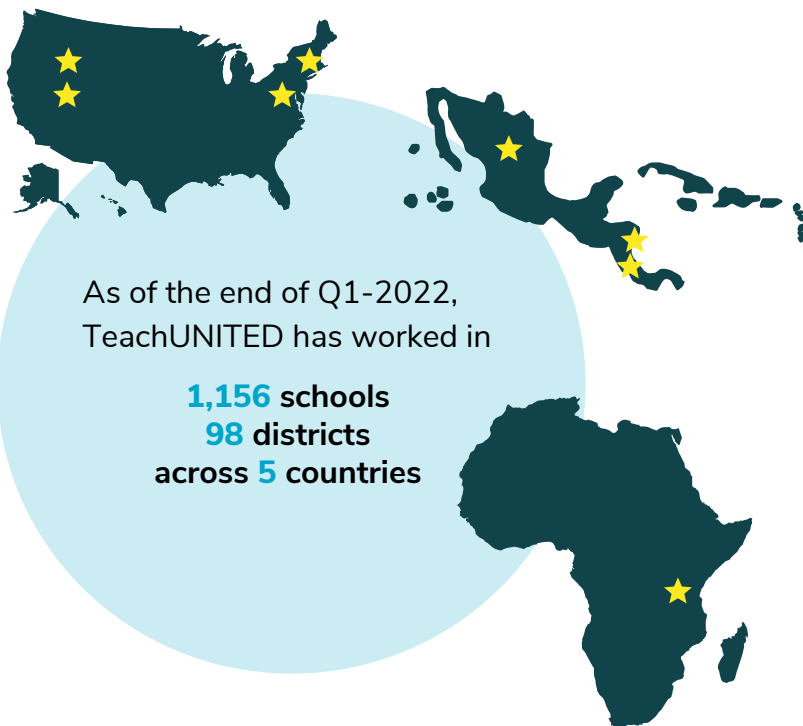 As of the end of Q1-2022,
TeachUNITED has worked in
1,156 schools
98 districts
across 5 countries